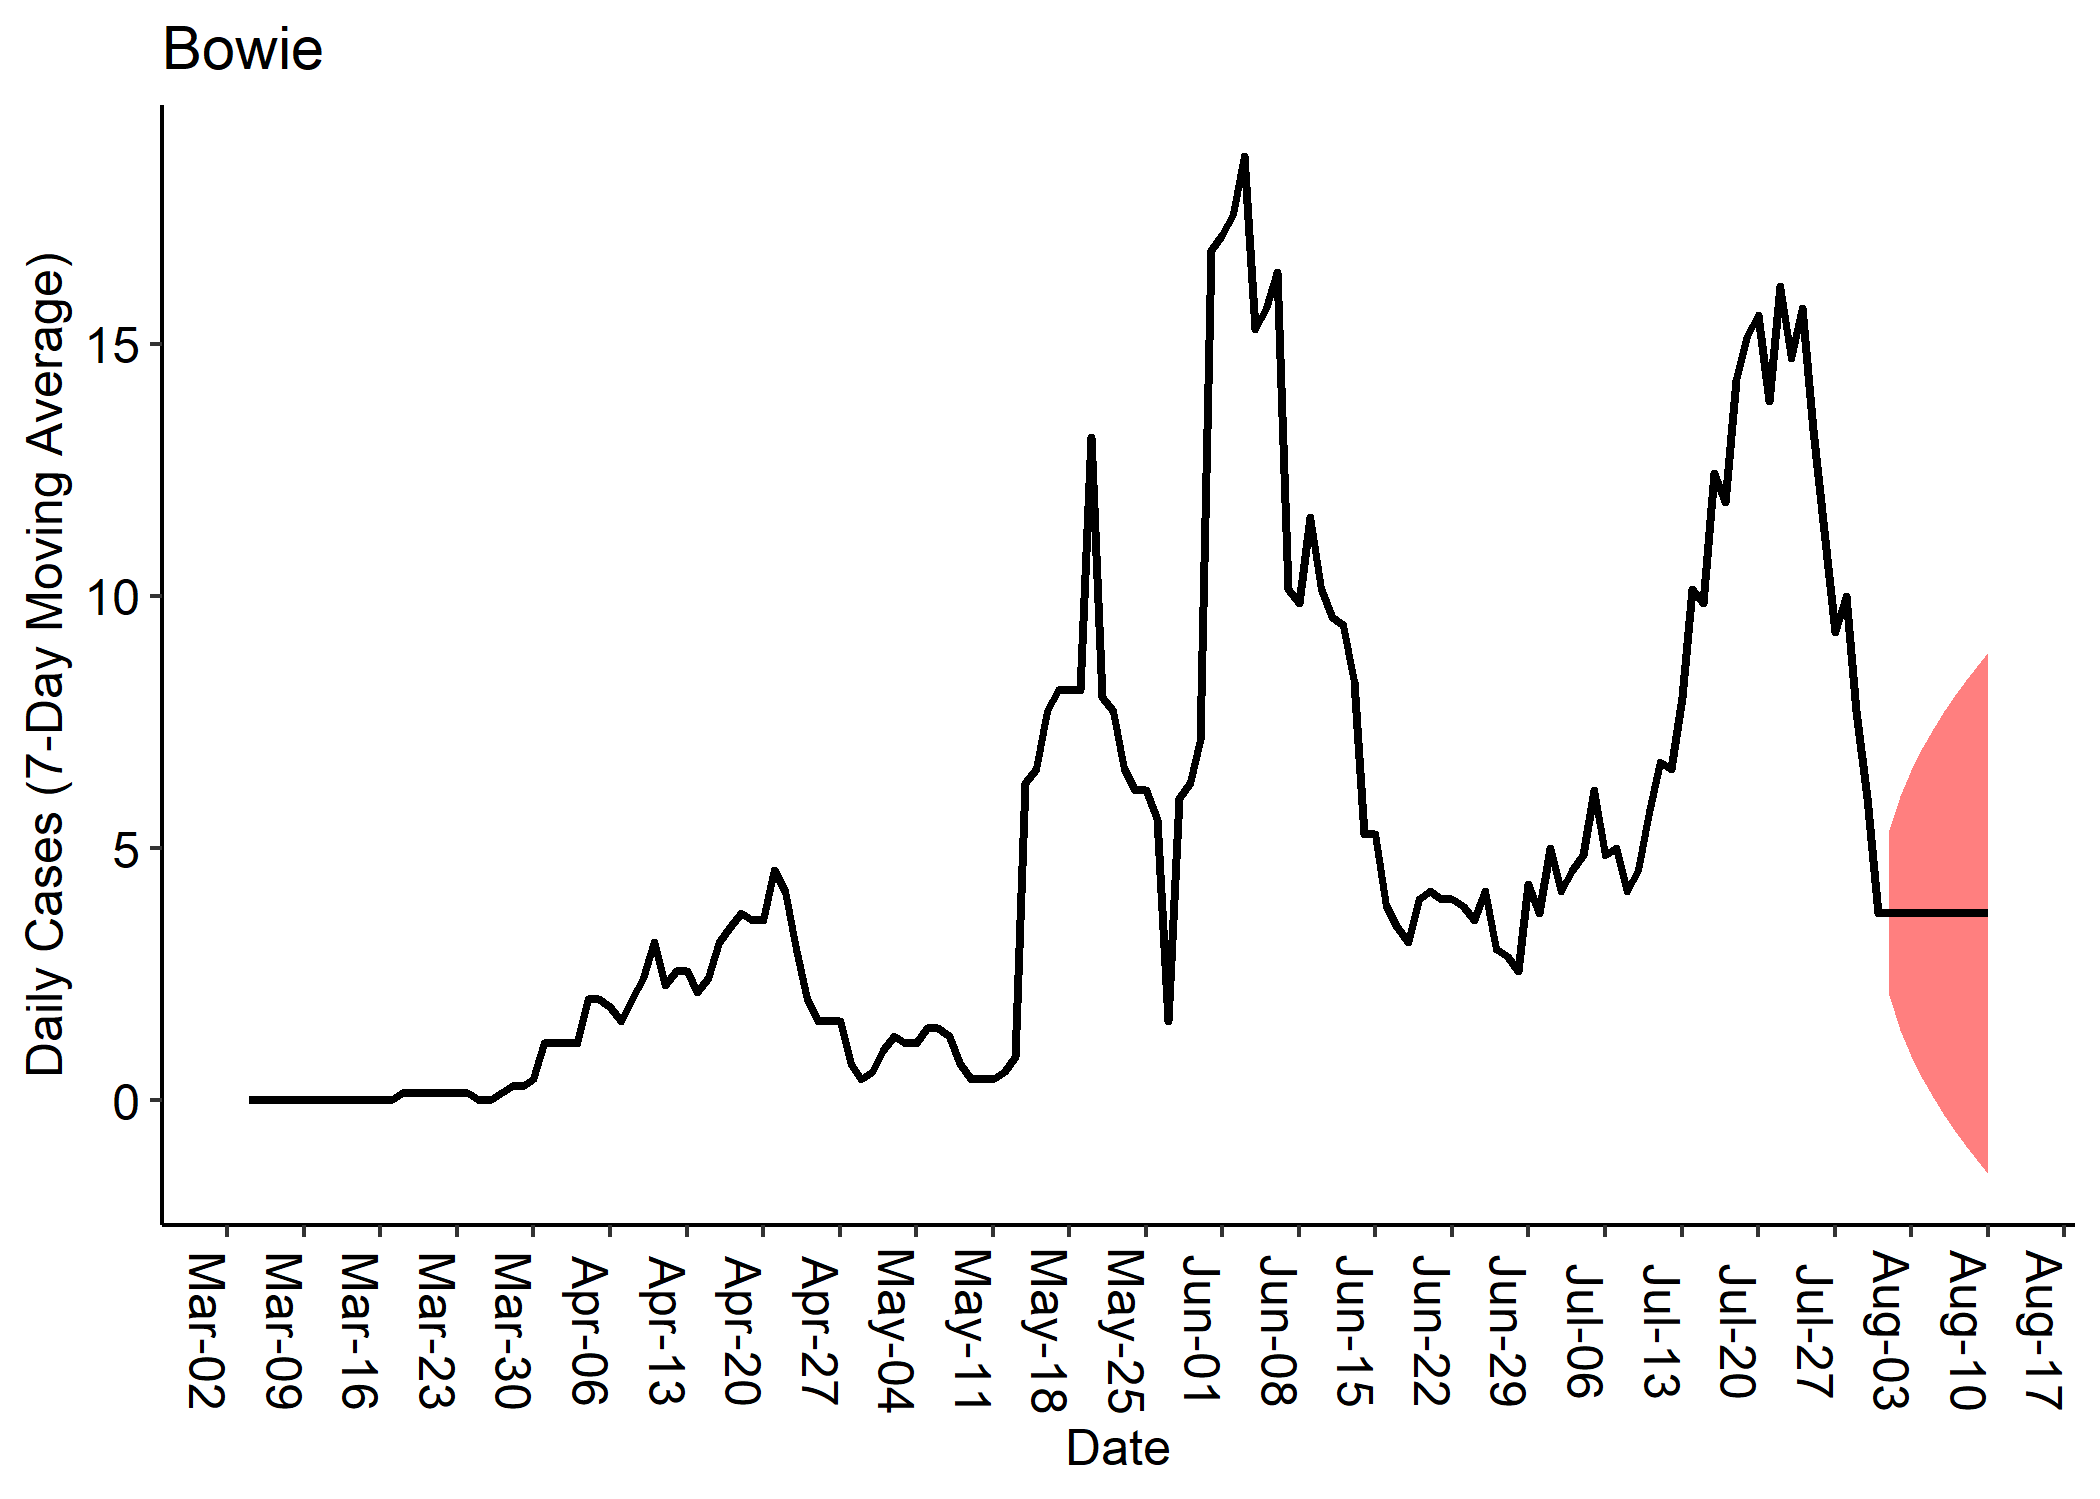 Bowie
Daily Cases (7-Day Moving Average)
15
10
5
0
Mar-02
Mar-09
Mar-16
Mar-23
Mar-30
Apr-06
Apr-13
Apr-20
Apr-27
May-04
May-11
May-18
May-25
Jun-01
Jun-08
Jun-15
Jun-22
Jun-29
Jul-06
Jul-13
Jul-20
Jul-27
Aug-03
Aug-10
Aug-17
Date